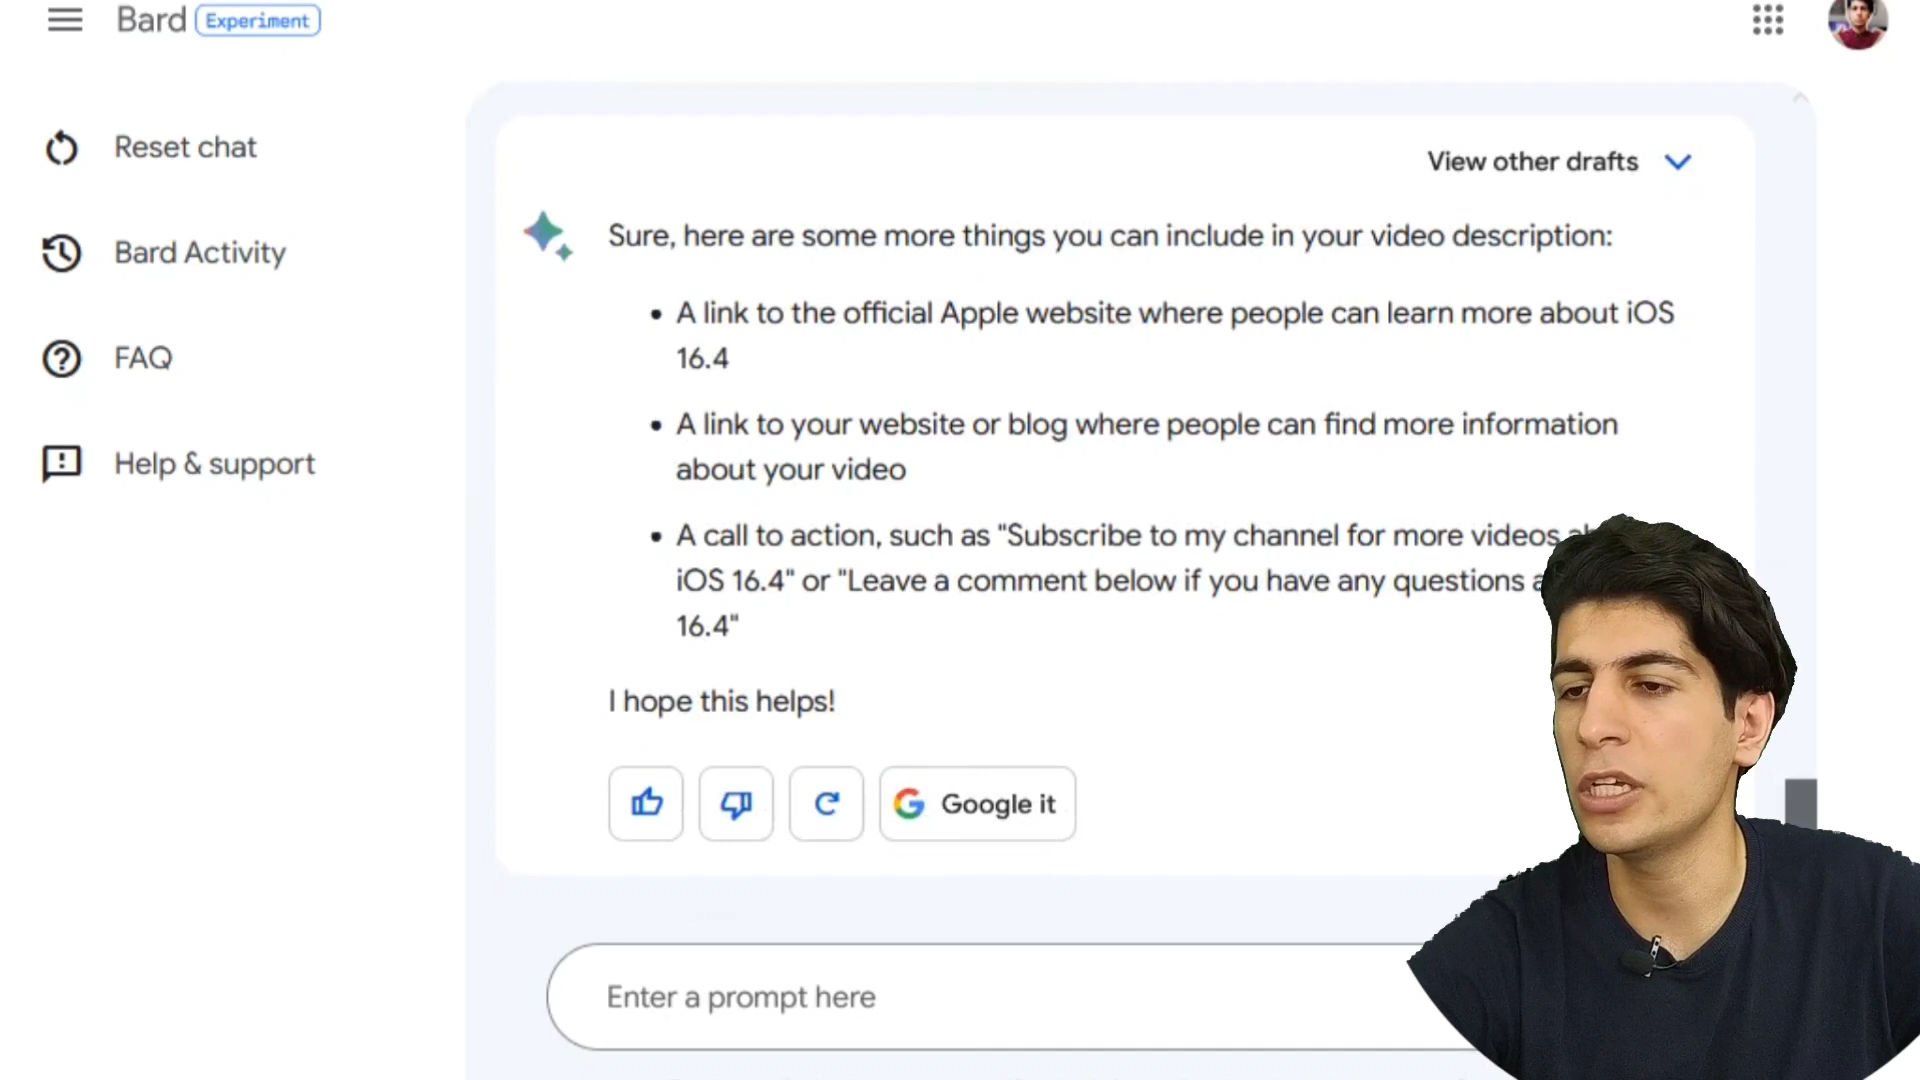 Bard Experiment
Reset chat
Bard Activity
FAQ
Help & support
View other drafts
Sure, here are some more things you can include in your video description:
• A link to the official Apple website where people can learn more about iOS
16.4
• A link to your website or blog where people can find more information
about your video
• A call to action, such as "Subscribe to my channel for more videos
iOS 16.4" or "Leave a comment below if you have any questions
16.4"
I hope this helps!
Google it
Enter a prompt here